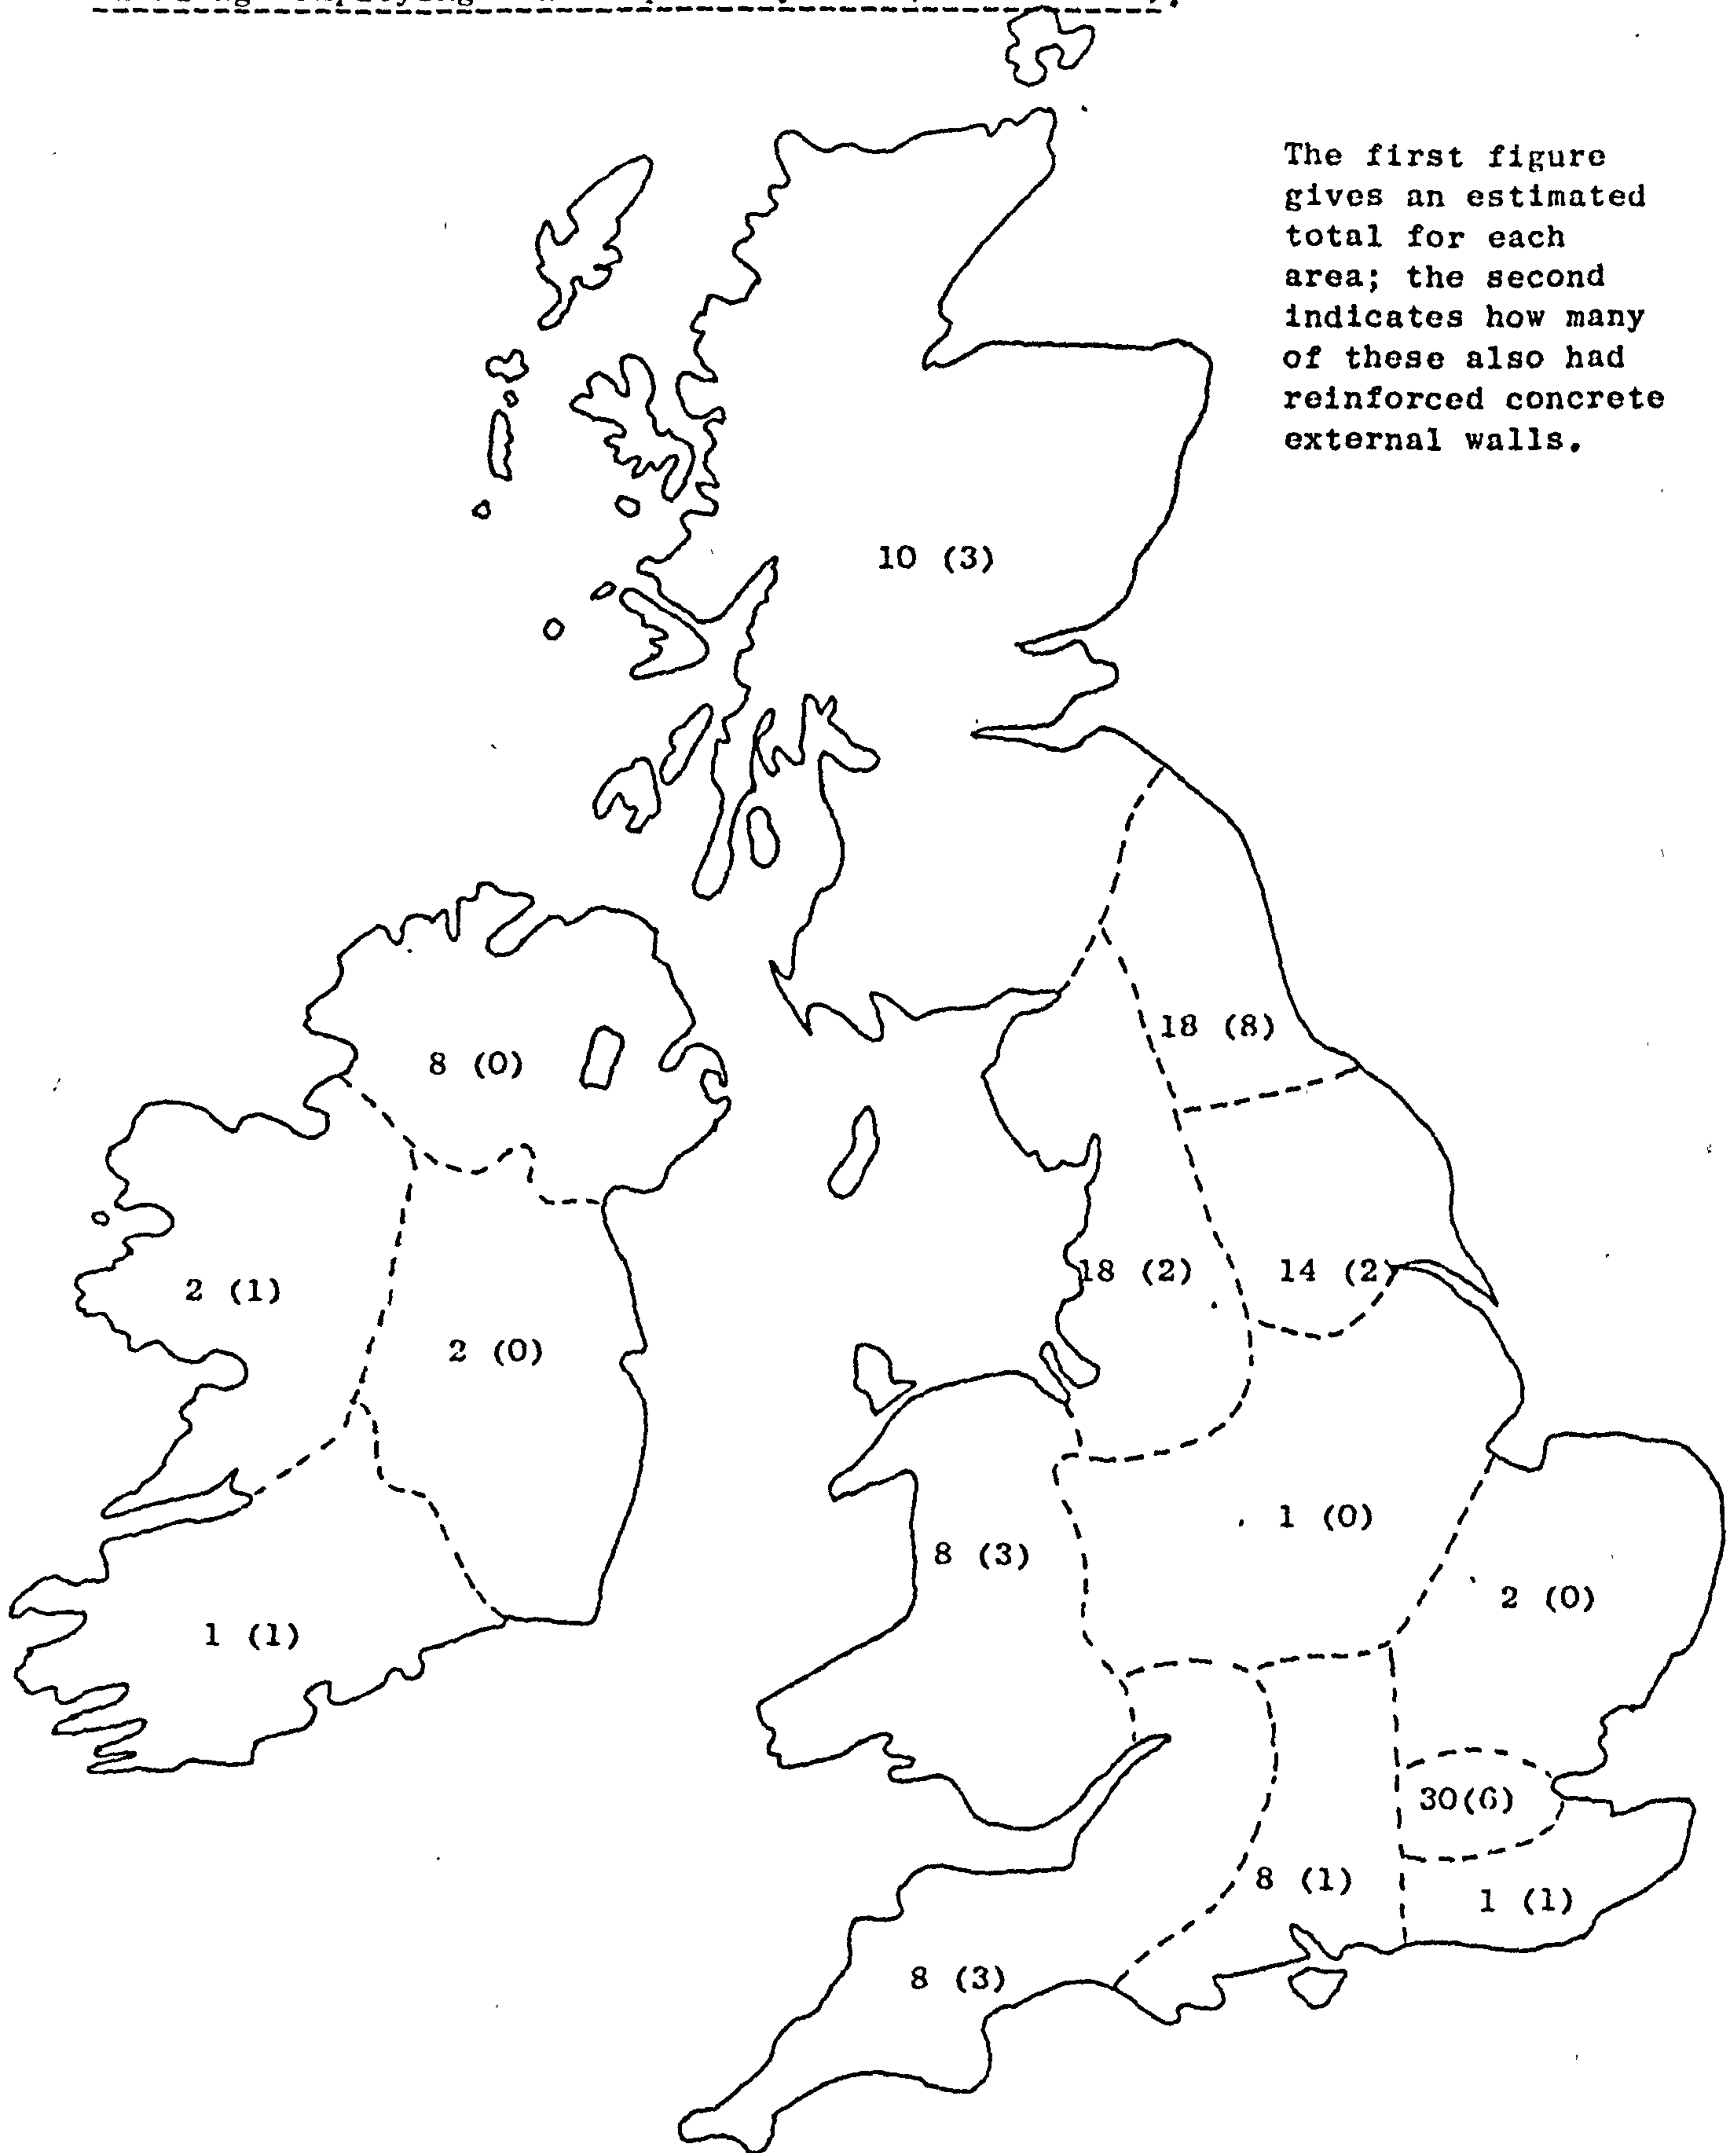 The first figure
gives an estimated
total for each
area; the second
indicates how many
of these also had
reinforced concrete
external walls.
10 (3)
18 (8)
8 (0)
18 (2)
14 (2)
2 (1)
2 (0)
1 (0)
8 (3)
2 (0)
1 (1)
30(6)
8 (1)
1 (1)
8 (3)